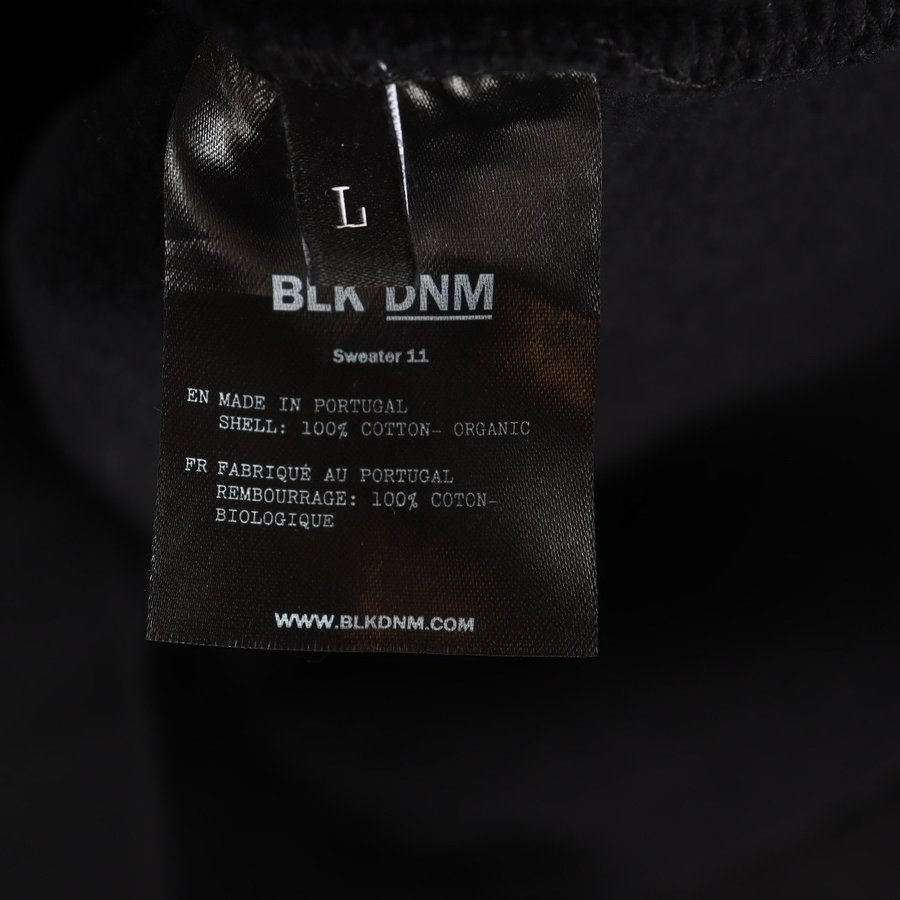 L
BLK DNM
Sweater 11
EN MADE IN PORTUGAL
SHELL: 100% COTTON- ORGANIC
FR FABRIQUÉ AU PORTUGAL
REMBOURRAGE: 100% COTON-
BIOLOGIQUE
WWW.BLKDNM.COM